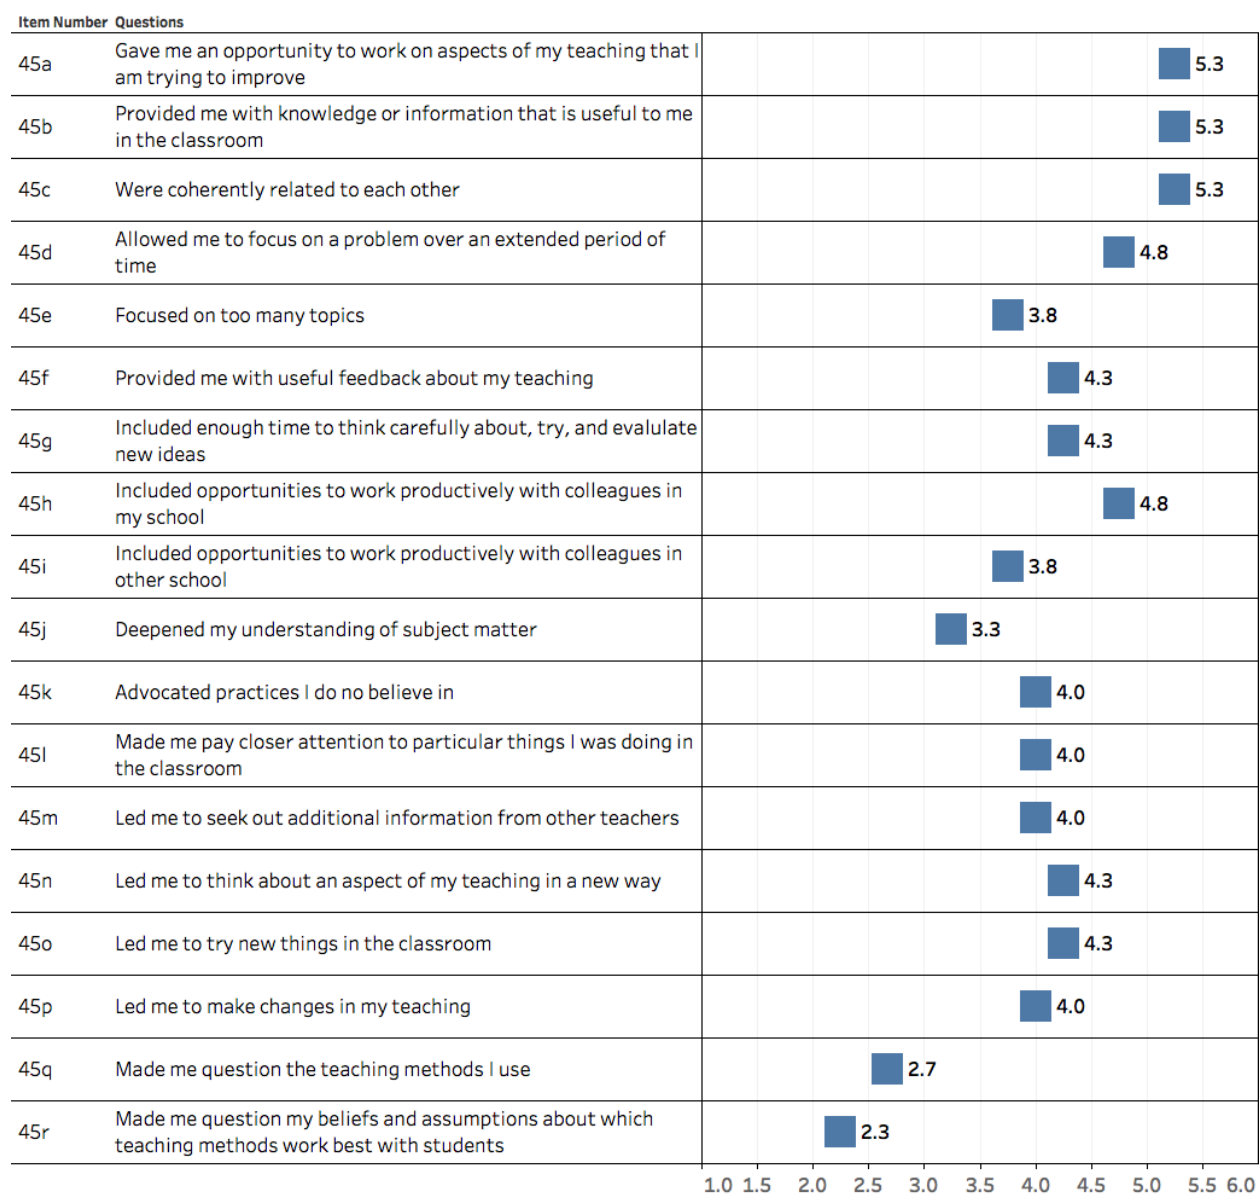 Item Number Questions
45a Gave me an opportunity to work on aspects of my teaching that I
am trying to improve 5.3
45b Provided me with knowledge or information that is useful to me
in the classroom 5.3
45c Were coherently related to each other 5.3
45d Allowed me to focus on a problem over an extended period of
time 4.8
45e Focused on too many topics 3.8
45f Provided me with useful feedback about my teaching 4.3
45g Included enough time to think carefully about, try, and evalulate
new ideas 4.3
45h Included opportunities to work productively with colleagues in
my school 4.8
45i Included opportunities to work productively with colleagues in
other school 3.8
45j Deepened my understanding of subject matter 3.3
45k Advocated practices I do no believe in 4.0
45l Made me pay closer attention to particular things I was doing in
the classroom 4.0
45m Led me to seek out additional information from other teachers 4.0
45n Led me to think about an aspect of my teaching in a new way 4.3
45o Led me to try new things in the classroom 4.3
45p Led me to make changes in my teaching 4.0
45q Made me question the teaching methods I use 2.7
45r Made me question my beliefs and assumptions about which
teaching methods work best with students 2.3
1.0 1.5 2.0 2.5 3.0 3.5 4.0 4.5 5.0 5.5 6.0